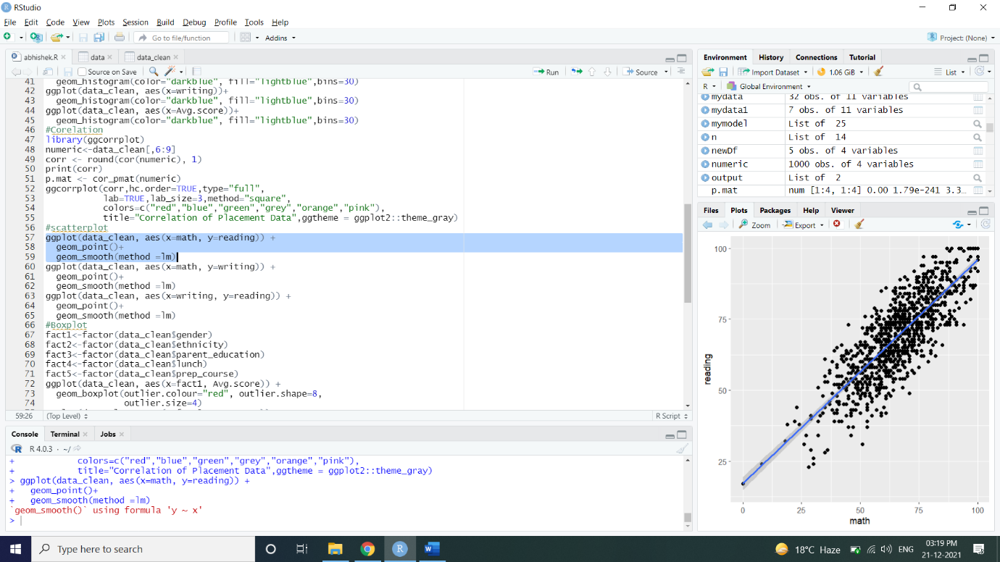 RStudio
File Edit Code View Plots Session Build Debug Profile Tools Help
Go to file/function Addins Project: (None)
abhishek.R data data_clean
Source on Save Run Source
41 geom_histogram(color="darkblue", fill="lightblue",bins=30)
42 ggplot(data_clean, aes(x=writing))+
43 geom_histogram(color="darkblue", fill="lightblue",bins=30)
44 ggplot(data_clean, aes(x=Avg.score))+
45 geom_histogram(color="darkblue", fill="lightblue",bins=30)
46 #Corelation
47 library(ggcorrplot)
48 numeric<-data_clean[,6:9]
49 corr <- round(cor(numeric), 1)
50 print(corr)
51 p.mat <- cor_pmat(numeric)
52 ggcorrplot(corr,hc.order=TRUE,type="full",
53 lab=TRUE,lab_size=3,method="square",
54 colors=c("red","blue","green","grey","orange","pink"),
55 title="Correlation of Placement Data",ggtheme = ggplot2::theme_gray)
56 #scatterplot
57 ggplot(data_clean, aes(x=math, y=reading)) +
58 geom_point()+
59 geom_smooth(method =lm)
60 ggplot(data_clean, aes(x=math, y=writing)) +
61 geom_point()+
62 geom_smooth(method =lm)
63 ggplot(data_clean, aes(x=writing, y=reading)) +
64 geom_point()+
65 geom_smooth(method =lm)
66 #Boxplot
67 fact1<-factor(data_clean$gender)
68 fact2<-factor(data_clean$ethnicity)
69 fact3<-factor(data_clean$parent_education)
70 fact4<-factor(data_clean$lunch)
71 fact5<-factor(data_clean$prep_course)
72 ggplot(data_clean, aes(x=fact1, Avg.score)) +
73 geom_boxplot(outlier.colour="red", outlier.shape=8,
74 outlier.size=4)
59:26 (Top Level) R Script
Console Terminal Jobs
R 4.0.3 · ~/
+ colors=c("red","blue","green","grey","orange","pink"),
+ title="Correlation of Placement Data",ggtheme = ggplot2::theme_gray)
> ggplot(data_clean, aes(x=math, y=reading)) +
+ geom_point()+
+ geom_smooth(method =lm)
`geom_smooth()` using formula 'y ~ x'
>
Environment History Connections Tutorial
Import Dataset 1.06 GiB List
R Global Environment
mydata 32 obs. of 11 variables
mydata1 7 obs. of 11 variables
mymodel List of 25
n List of 14
newDf 5 obs. of 4 variables
numeric 1000 obs. of 4 variables
output List of 2
p.mat num [1:4, 1:4] 0.00 1.79e-241 3.3...
Files Plots Packages Help Viewer
Zoom Export
100
75
50
25
reading
0 25 50 75 100
math
Type here to search
W
18°C Haze ENG
03:19 PM
21-12-2021